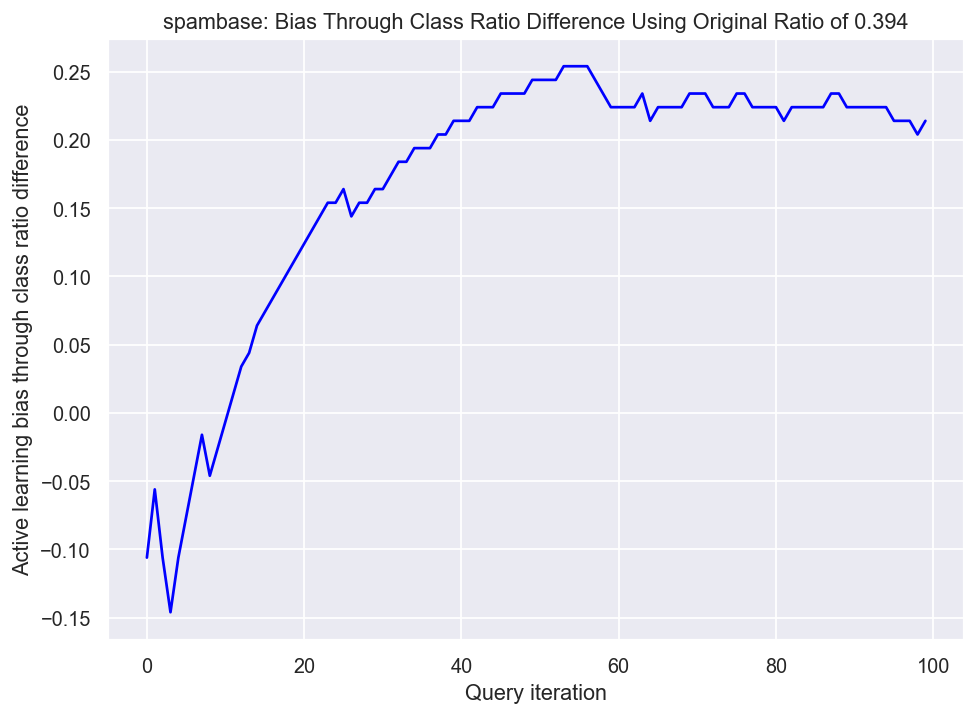 spambase: Bias Through Class Ratio Difference Using Original Ratio of 0.394
Active learning bias through class ratio difference
0.25
0.20
0.15
0.10
0.05
0.00
−0.05
−0.10
−0.15
0 20 40 60 80 100
Query iteration